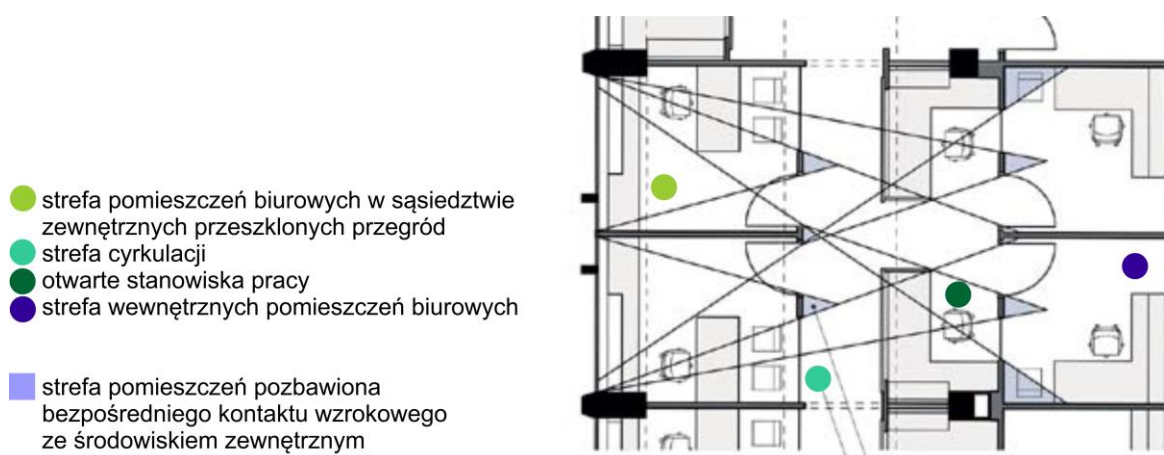 strefa pomieszczeń biurowych w sąsiedztwie
zewnętrznych przeszklonych przegród
strefa cyrkulacji
otwarte stanowiska pracy
strefa wewnętrznych pomieszczeń biurowych
strefa pomieszczeń pozbawiona
bezpośredniego kontaktu wzrokowego
ze środowiskiem zewnętrznym